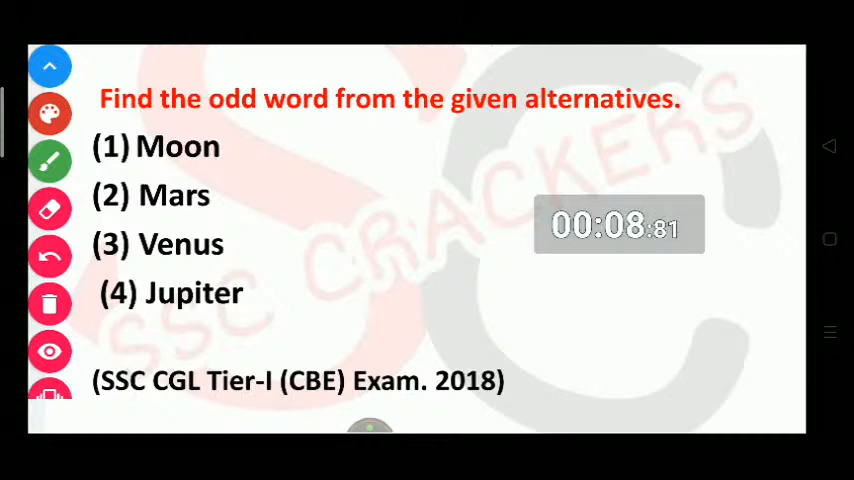 Find the odd word from the given alternatives.
(1) Moon
(2) Mars
00:08:81
(3) Venus
(4) Jupiter
(SSC CGL Tier-I (CBE) Exam. 2018)
SSC CRACKERS